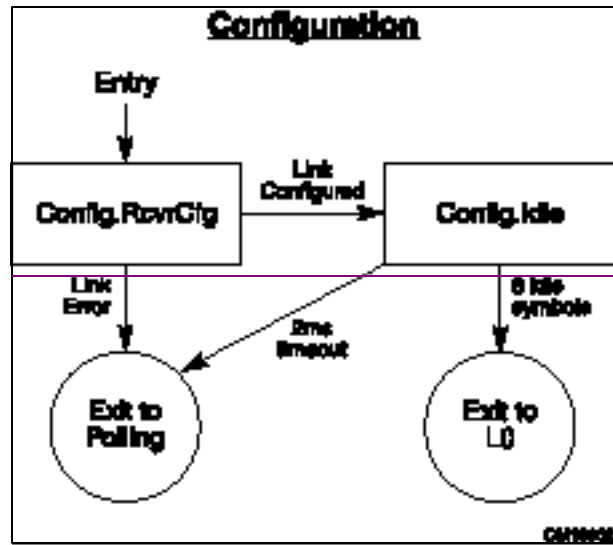 Configuration
Entry
Link
Configured
Config.RcvrCfg
Config.Idle
Link
Error
8 Idle
symbols
2ms
timeout
Exit to
Polling
Exit to
L0